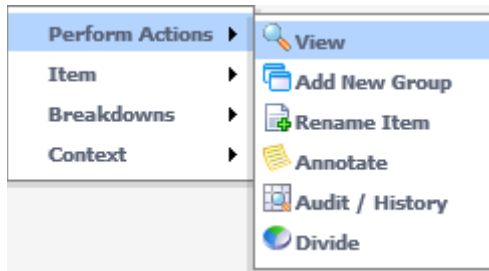 Perform Actions
Item
Breakdowns
Context
View
Add New Group
Rename Item
Annotate
Audit / History
Divide